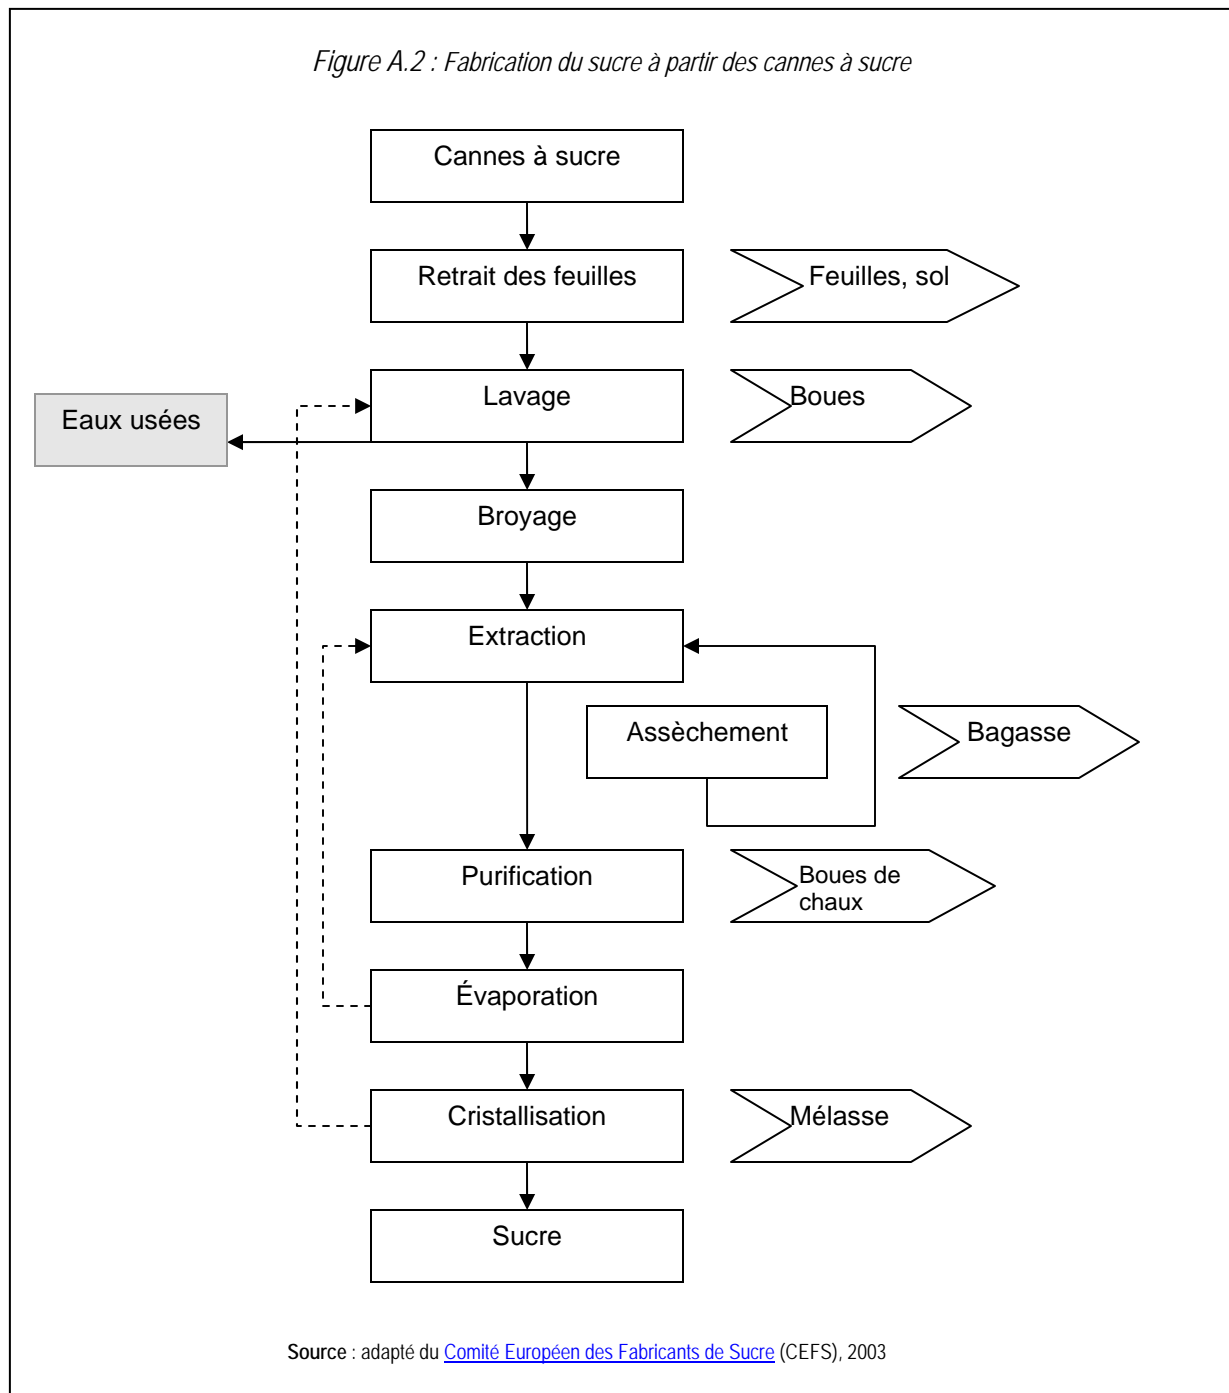 Figure A.2 : Fabrication du sucre à partir des cannes à sucre
Cannes à sucre
Retrait des feuilles
Feuilles, sol
Lavage
Boues
Eaux usées
Broyage
Extraction
Assèchement
Bagasse
Purification
Boues de
chaux
Évaporation
Cristallisation
Mélasse
Sucre
Source : adapté du Comité Européen des Fabricants de Sucre (CEFS), 2003